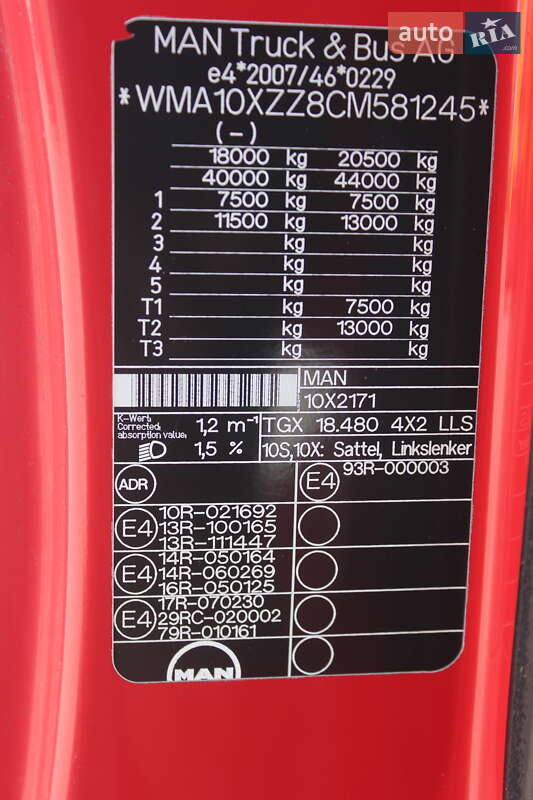 auto RIA .com
MAN Truck & Bus AG
e4*2007/46*0229
*WMA10XZZ8CM581245*
(-)
18000 kg 20500 kg
40000 kg 44000 kg
1 7500 kg 7500 kg
2 11500 kg 13000 kg
3 kg kg
4 kg kg
5 kg kg
T1 kg 7500 kg
T2 kg 13000 kg
T3 kg kg
MAN
10X2171
K-Wert:
Corrected
absorption value:
1,2 m-¹
TGX 18.480 4X2 LLS
1,5 %
10S,10X: Sattel, Linkslenker
ADR
E4 93R-000003
E4 10R-021692
13R-100165
13R-111447
E4 14R-050164
14R-060269
16R-050125
E4 17R-070230
29RC-020002
79R-010161
MAN